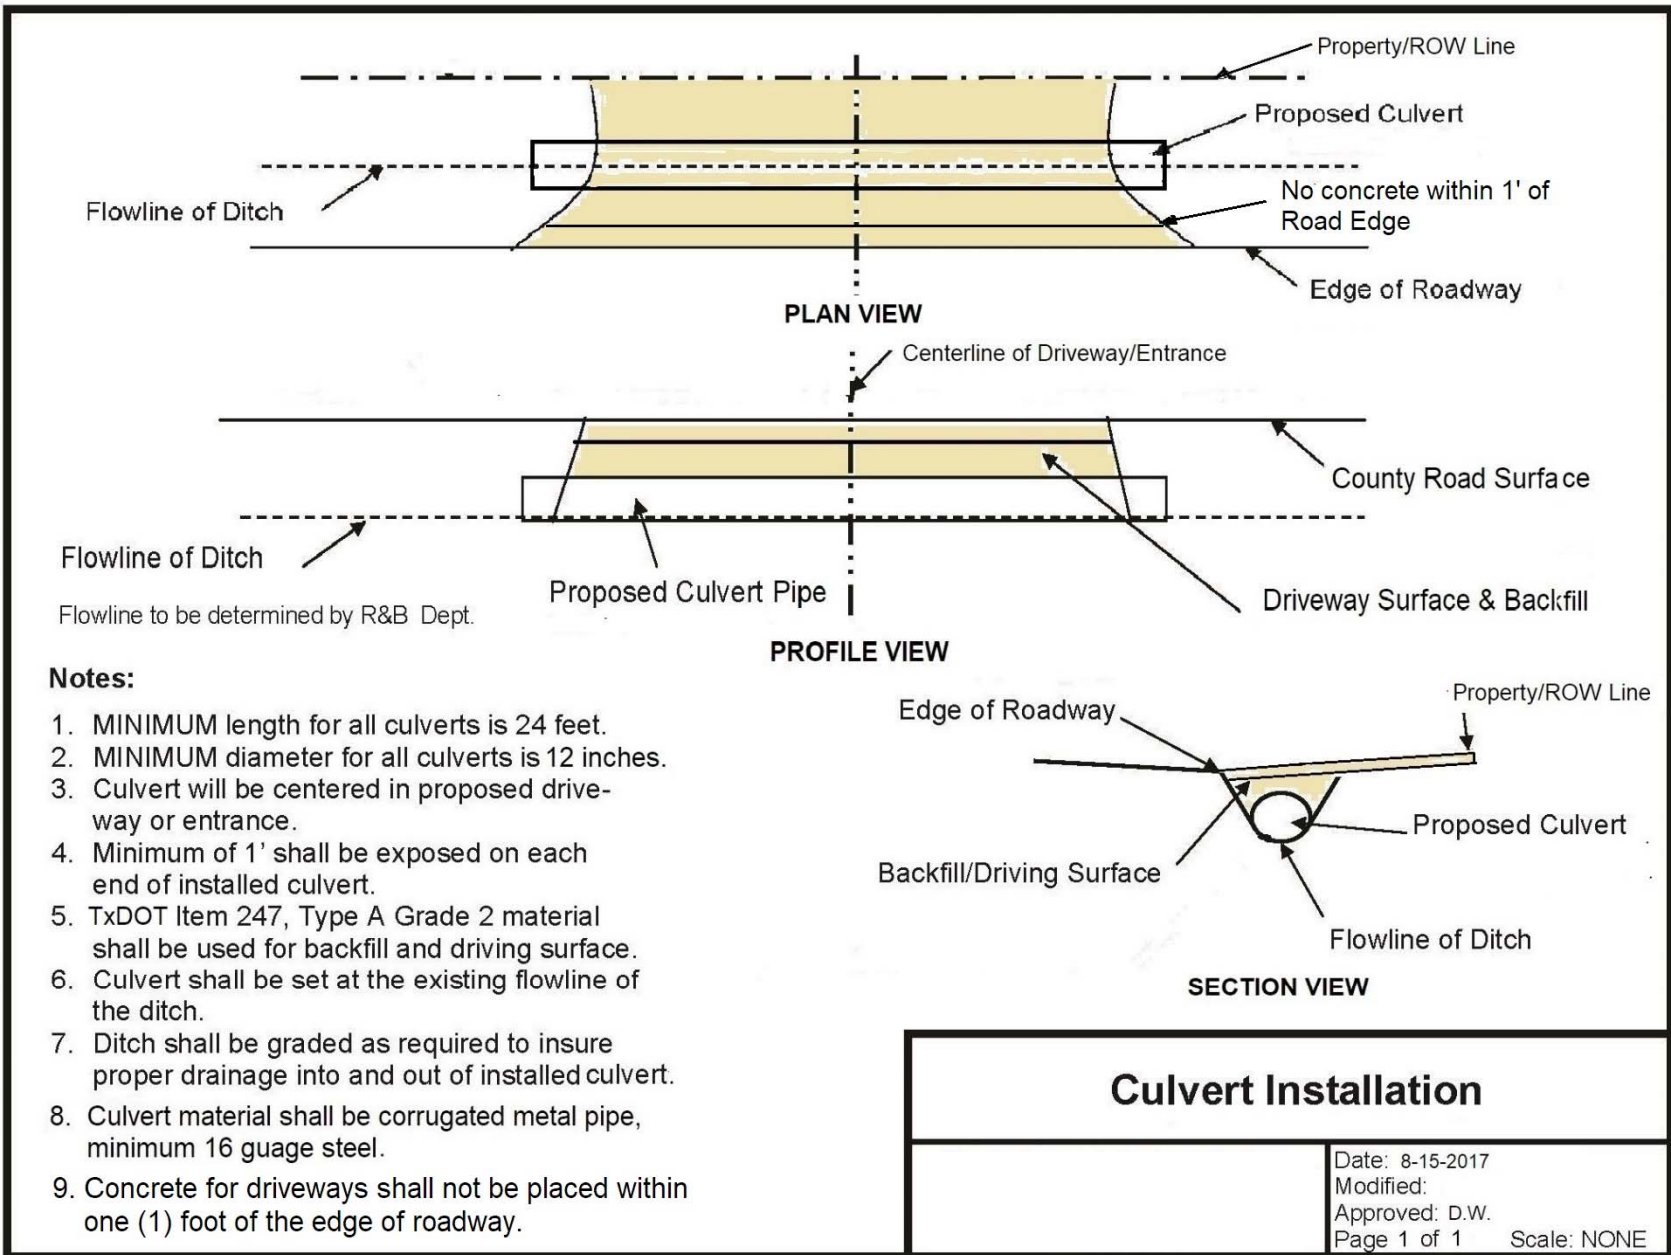 Property/ROW Line
Proposed Culvert
Flowline of Ditch
No concrete within 1' of
Road Edge
Edge of Roadway
PLAN VIEW
Centerline of Driveway/Entrance
County Road Surface
Flowline of Ditch
Proposed Culvert Pipe
Driveway Surface & Backfill
Flowline to be determined by R&B Dept.
PROFILE VIEW
Notes:
1. MINIMUM length for all culverts is 24 feet.
2. MINIMUM diameter for all culverts is 12 inches.
3. Culvert will be centered in proposed drive-
way or entrance.
4. Minimum of 1' shall be exposed on each
end of installed culvert.
5. TxDOT Item 247, Type A Grade 2 material
shall be used for backfill and driving surface.
6. Culvert shall be set at the existing flowline of
the ditch.
7. Ditch shall be graded as required to insure
proper drainage into and out of installed culvert.
8. Culvert material shall be corrugated metal pipe,
minimum 16 guage steel.
9. Concrete for driveways shall not be placed within
one (1) foot of the edge of roadway.
Property/ROW Line
Edge of Roadway
Proposed Culvert
Backfill/Driving Surface
Flowline of Ditch
SECTION VIEW
Culvert Installation
Date: 8-15-2017
Modified:
Approved: D.W.
Page 1 of 1 Scale: NONE